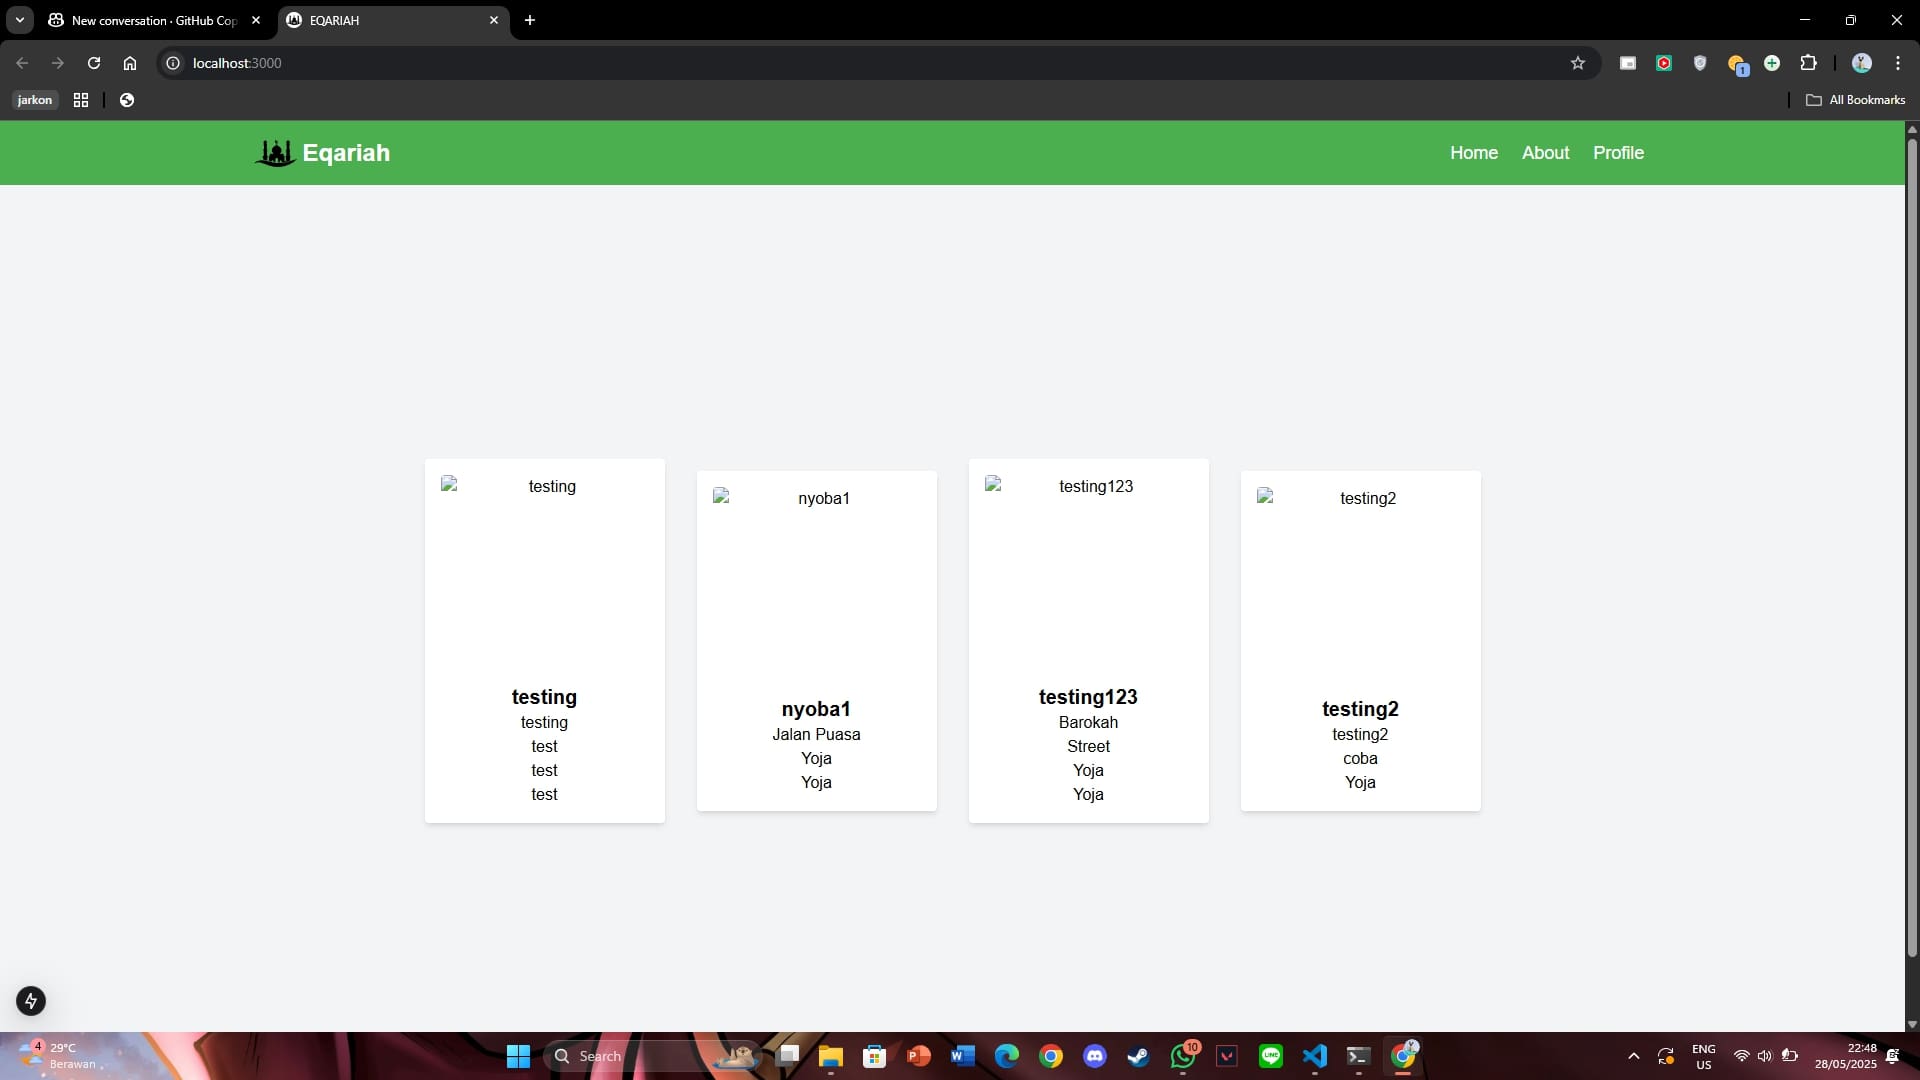 New conversation · GitHub Cop
EQARIAH
localhost:3000
1
jarkon
All Bookmarks
Eqariah
Home
About
Profile
testing
testing
testing
test
test
test
nyoba1
nyoba1
Jalan Puasa
Yoja
Yoja
testing123
testing123
Barokah
Street
Yoja
Yoja
testing2
testing2
testing2
coba
Yoja
4
29°C
Berawan
Search
P
W
10
LINE
ENG
US
22:48
28/05/2025